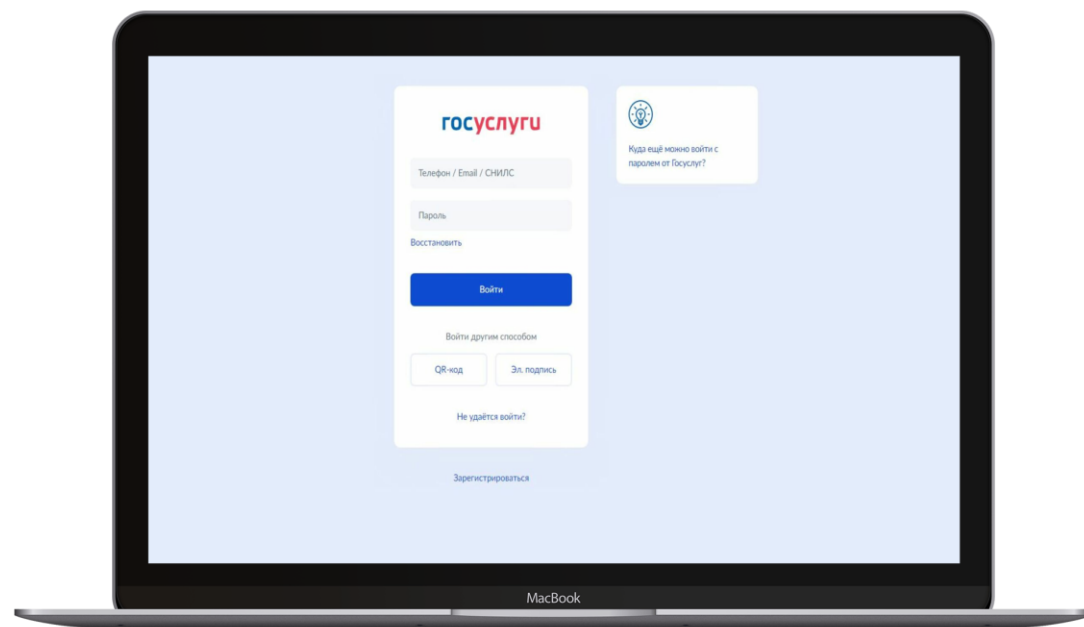 госуслуги
Телефон / Email / СНИЛС
Пароль
Восстановить
Войти
Войти другим способом
QR-код
Эл. подпись
Не удаётся войти?
Зарегистрироваться
Куда ещё можно войти с
паролем от Госуслуг?
MacBook